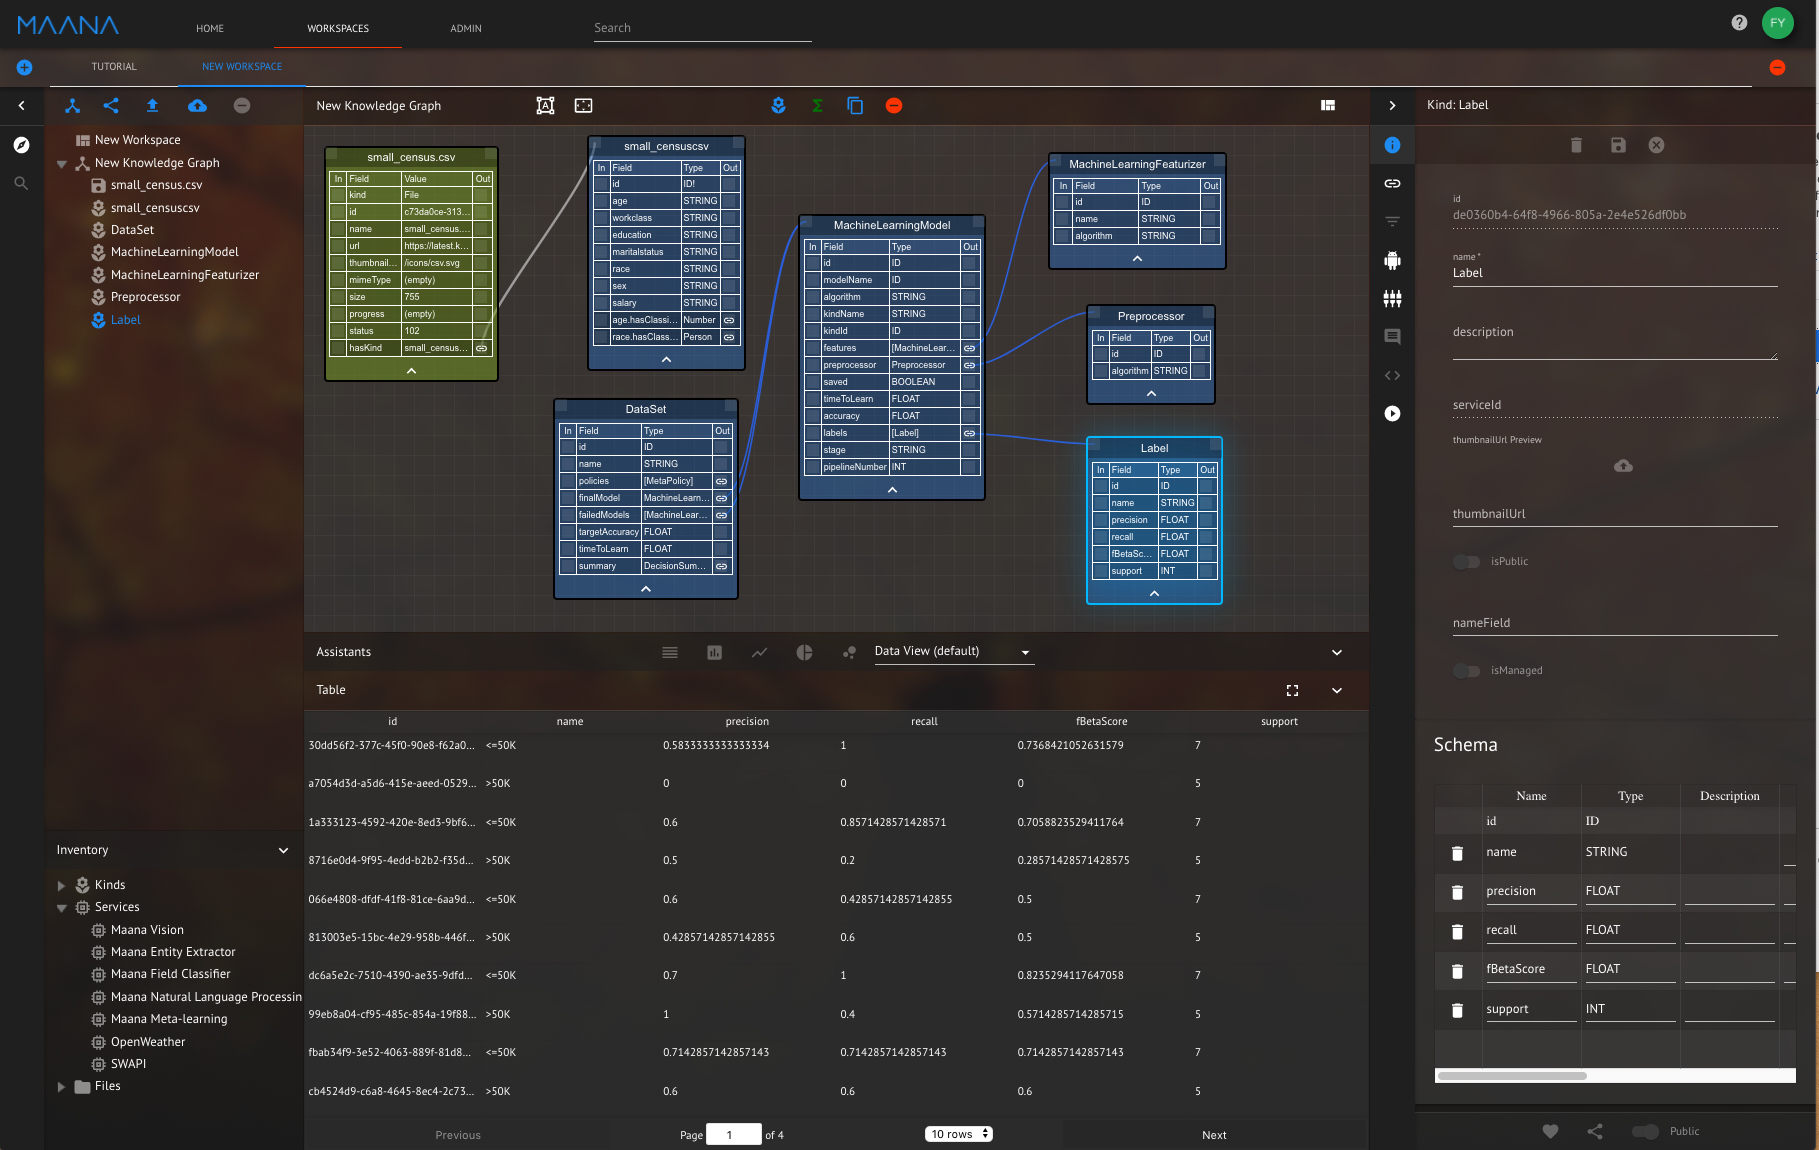 MAANA
HOME
WORKSPACES
ADMIN
Search
FY
TUTORIAL
NEW WORKSPACE
New Workspace
New Knowledge Graph
small_census.csv
small_censuscsv
DataSet
MachineLearningModel
MachineLearningFeaturizer
Preprocessor
Label
Inventory
Kinds
Services
Maana Vision
Maana Entity Extractor
Maana Field Classifier
Maana Natural Language Processin
Maana Meta-learning
OpenWeather
SWAPI
Files
New Knowledge Graph
small_census.csv
In Field Value Out
kind File
id c73da0ce-313...
name small_census....
url https://latest.k...
thumbnail... /icons/csv.svg
mimeType (empty)
size 755
progress (empty)
status 102
hasKind small_census...
small_censuscsv
In Field Type Out
id ID!
age STRING
workclass STRING
education STRING
maritalstatus STRING
race STRING
sex STRING
salary STRING
age.hasClassi... Number
race.hasClass... Person
DataSet
In Field Type Out
id ID
name STRING
policies [MetaPolicy]
finalModel MachineLearn...
failedModels [MachineLear...
targetAccuracy FLOAT
timeToLearn FLOAT
summary DecisionSum...
MachineLearningModel
In Field Type Out
id ID
modelName ID
algorithm STRING
kindName STRING
kindId ID
features [MachineLear...
preprocessor Preprocessor
saved BOOLEAN
timeToLearn FLOAT
accuracy FLOAT
labels [Label]
stage STRING
pipelineNumber INT
MachineLearningFeaturizer
In Field Type Out
id ID
name STRING
algorithm STRING
Preprocessor
In Field Type Out
id ID
algorithm STRING
Label
In Field Type Out
id ID
name STRING
precision FLOAT
recall FLOAT
fBetaSc... FLOAT
support INT
Assistants
Data View (default)
Table
id name precision recall fBetaScore support
30dd56f2-377c-45f0-90e8-f62a0... <=50K 0.5833333333333334 1 0.7368421052631579 7
a7054d3d-a5d6-415e-aeed-0529... >50K 0 0 0 5
1a333123-4592-420e-8ed3-9bf6... <=50K 0.6 0.8571428571428571 0.7058823529411764 7
8716e0d4-9f95-4edd-b2b2-f35d... >50K 0.5 0.2 0.28571428571428575 5
066e4808-dfdf-41f8-81ce-6aa9d... <=50K 0.6 0.42857142857142855 0.5 7
813003e5-15bc-4e29-958b-446f... >50K 0.42857142857142855 0.6 0.5 5
dc6a5e2c-7510-4390-ae35-9dfd... <=50K 0.7 1 0.8235294117647058 7
99eb8a04-cf95-485c-854a-19f88... >50K 1 0.4 0.5714285714285715 5
fbab34f9-3e52-4063-889f-81d8... <=50K 0.7142857142857143 0.7142857142857143 0.7142857142857143 7
cb4524d9-c6a8-4645-8ec4-2c73... >50K 0.6 0.6 0.6 5
Previous
Page 1 of 4
10 rows
Next
Kind: Label
id
de0360b4-64f8-4966-805a-2e4e526df0bb
name *
Label
description
serviceId
thumbnailUrl Preview
thumbnailUrl
isPublic
nameField
isManaged
Schema
Name Type Description
id ID
name STRING
precision FLOAT
recall FLOAT
fBetaScore FLOAT
support INT
Public